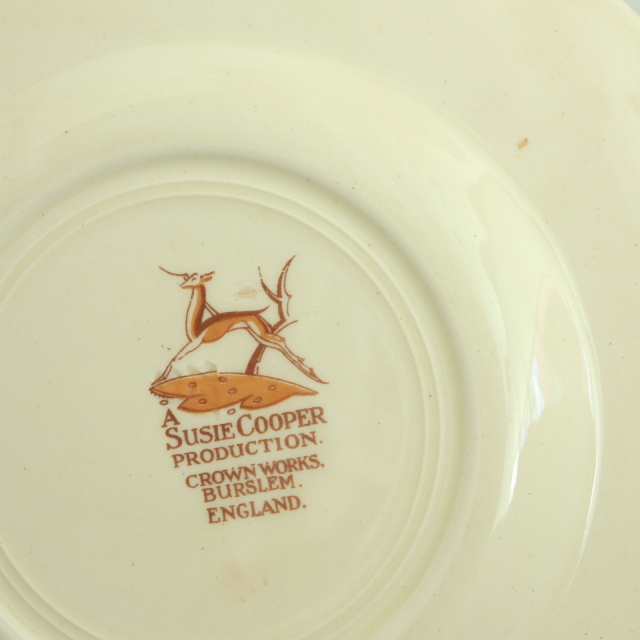 A
SUSIE COOPER
PRODUCTION.
CROWN WORKS.
BURSLEM.
ENGLAND.